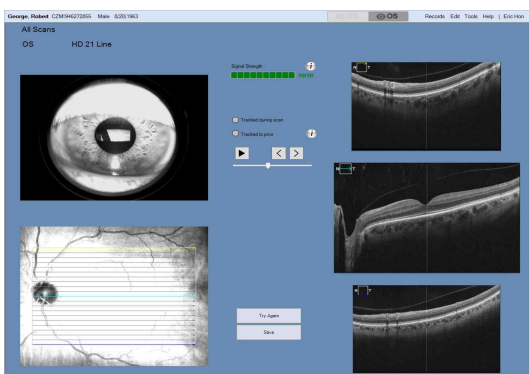 George, Robert CZMI946272055 Male 8/20/1963
OS
Records Edit Tools Help | Eric Hon
All Scans
OS HD 21 Line
Signal Strength :
10/10
Tracked during scan
Tracked to prior
Try Again
Save
N T
N T
N T